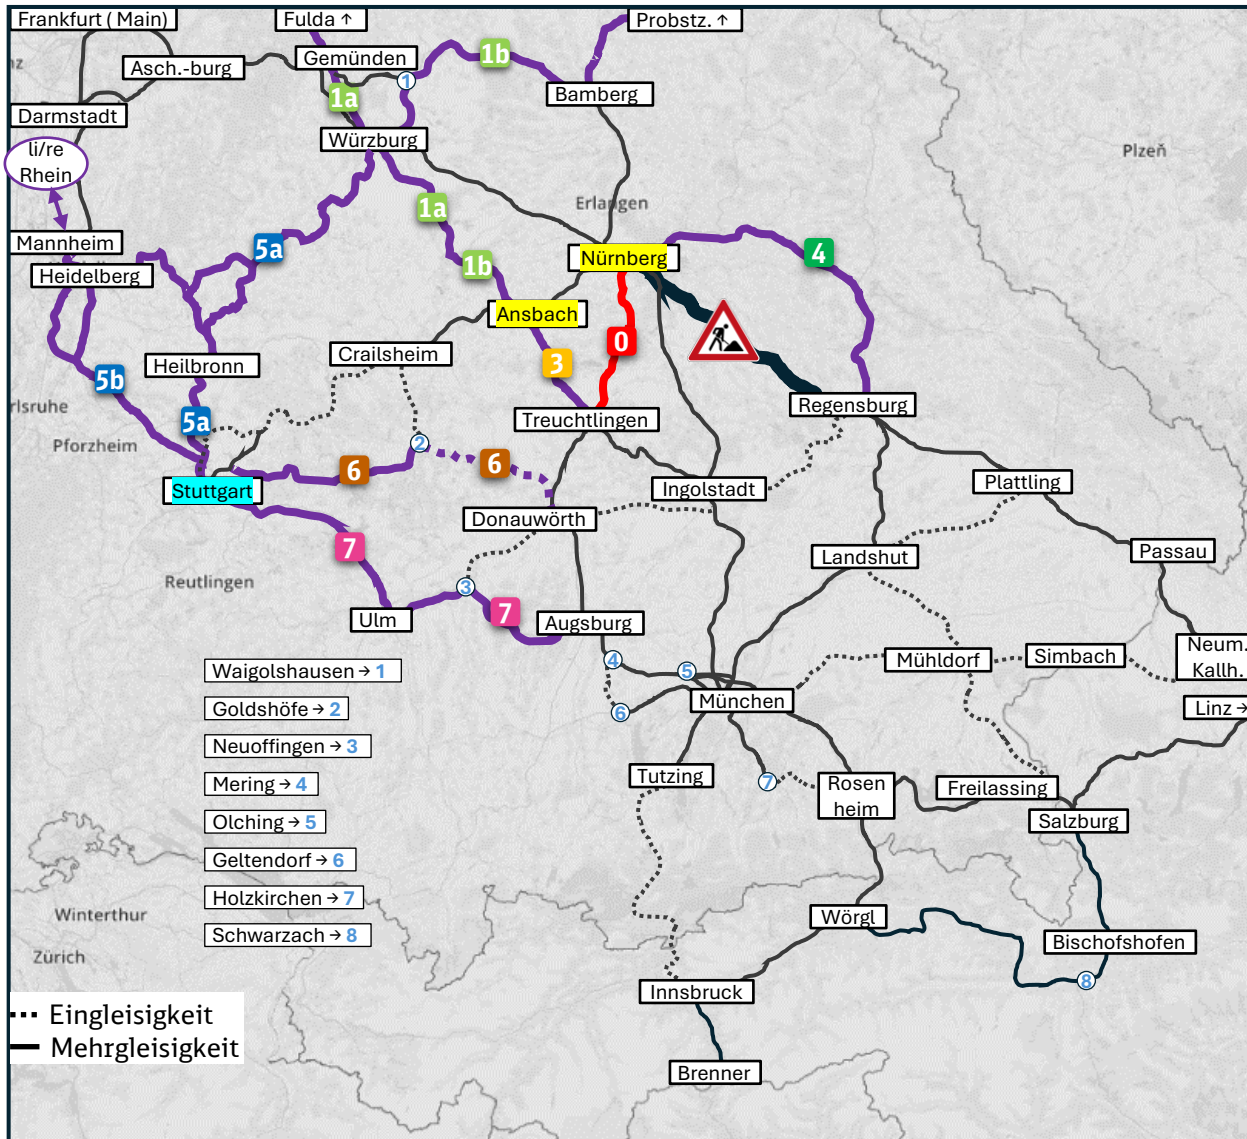 Frankfurt (Main)
Fulda ↑
Probstz. ↑
Gemünden
1b
Asch.-burg
1
Bamberg
1a
Darmstadt
Würzburg
li/re
Rhein
Plzeň
1a
Erlangen
Mannheim
5a
Nürnberg
4
Heidelberg
1b
Ansbach
0
Crailsheim
Heilbronn
3
5b
Regensburg
rlsruhe
5a
Treuchtlingen
Pforzheim
2
6
6
Stuttgart
Ingolstadt
Plattling
Donauwörth
7
Landshut
Passau
Reutlingen
3
Ulm
7
Augsburg
Neum.
Kallh.
Mühldorf
Simbach
4
5
Waigolshausen → 1
München
Linz →
Goldshöfe → 2
6
Neuoffingen → 3
Tutzing
7
Rosen
heim
Freilassing
Mering → 4
Salzburg
Olching → 5
Geltendorf → 6
Holzkirchen → 7
Winterthur
Wörgl
Schwarzach → 8
Bischofshofen
Zürich
8
Innsbruck
Eingleisigkeit
Mehrgleisigkeit
Brenner